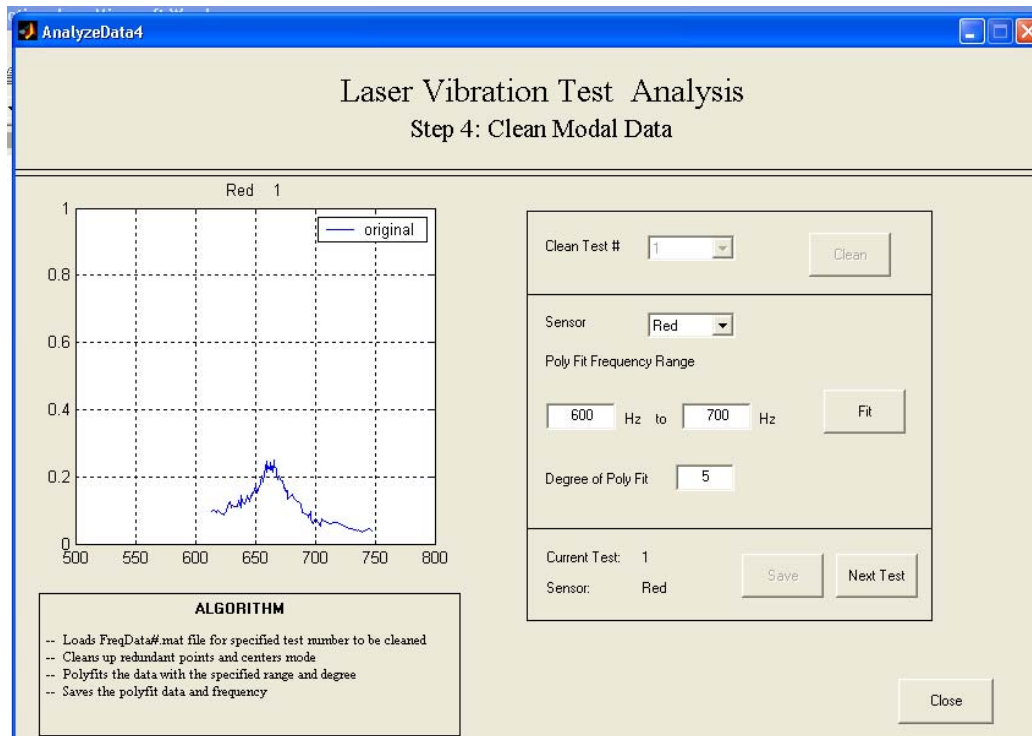 AnalyzeData4
Laser Vibration Test Analysis
Step 4: Clean Modal Data
Red 1
original
1
0.8
0.6
0.4
0.2
0
500 550 600 650 700 750 800
ALGORITHM
-- Loads FreqData#.mat file for specified test number to be cleaned
-- Cleans up redundant points and centers mode
-- Polyfits the data with the specified range and degree
-- Saves the polyfit data and frequency
Clean Test # 1 Clean
Sensor Red
Poly Fit Frequency Range
600 Hz to 700 Hz Fit
Degree of Poly Fit 5
Current Test: 1
Sensor: Red
Save Next Test
Close